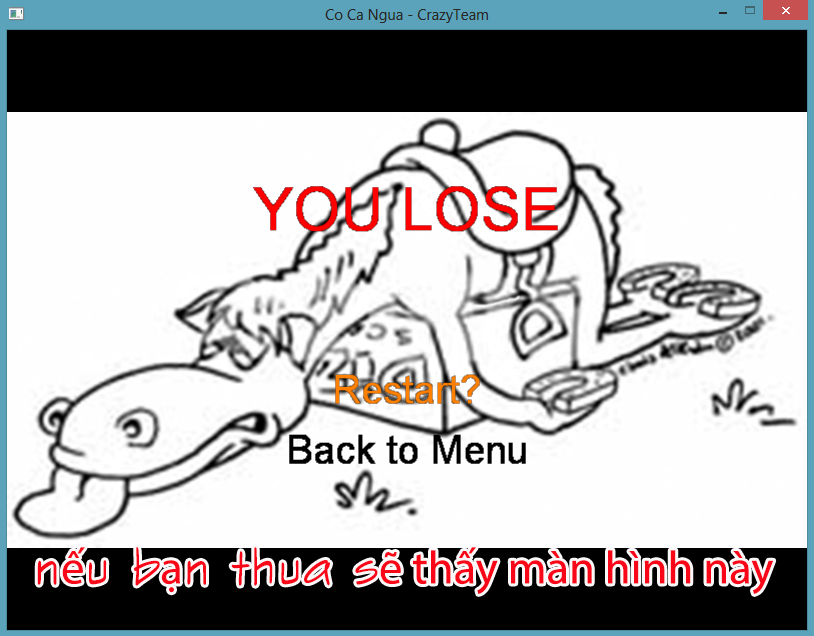 Co Ca Ngua - CrazyTeam
YOU LOSE
Restart?
Back to Menu
nếu bạn thua sẽ thấy màn hình này